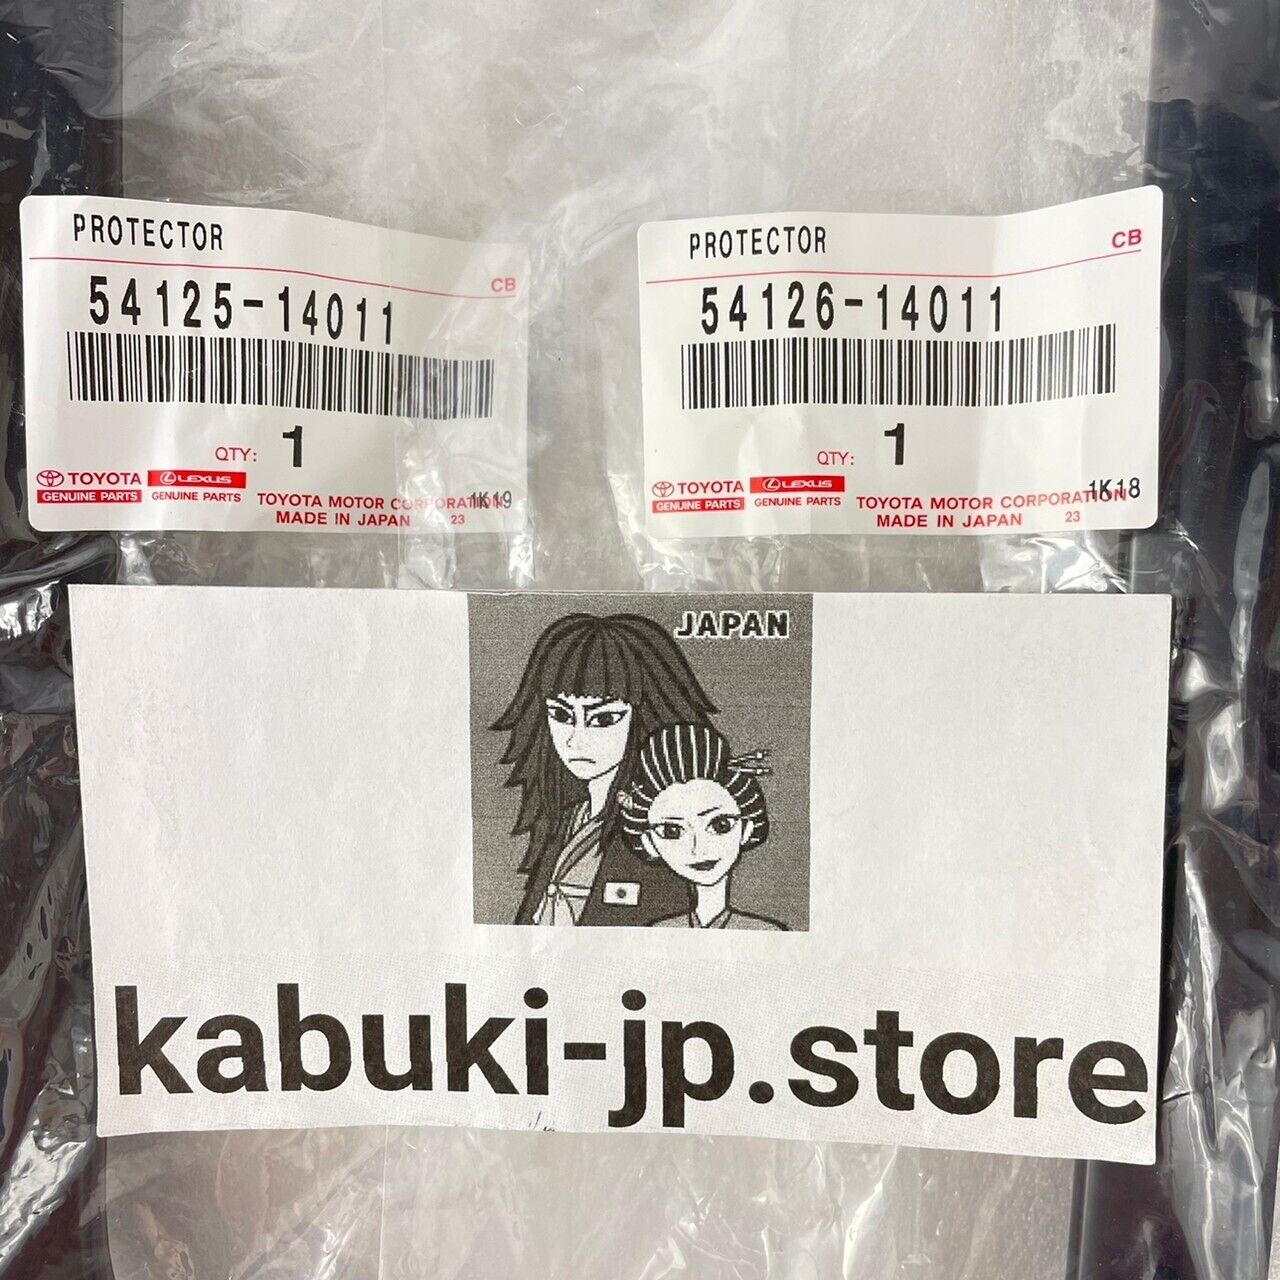 PROTECTOR
CB
54125-14011
QTY: 1
TOYOTA
GENUINE PARTS
LEXUS
GENUINE PARTS
TOYOTA MOTOR CORPORATION
1K19
MADE IN JAPAN 23
PROTECTOR
CB
54126-14011
QTY: 1
TOYOTA
GENUINE PARTS
LEXUS
GENUINE PARTS
TOYOTA MOTOR CORPORATION
1K18
MADE IN JAPAN 23
JAPAN
kabuki-jp.store